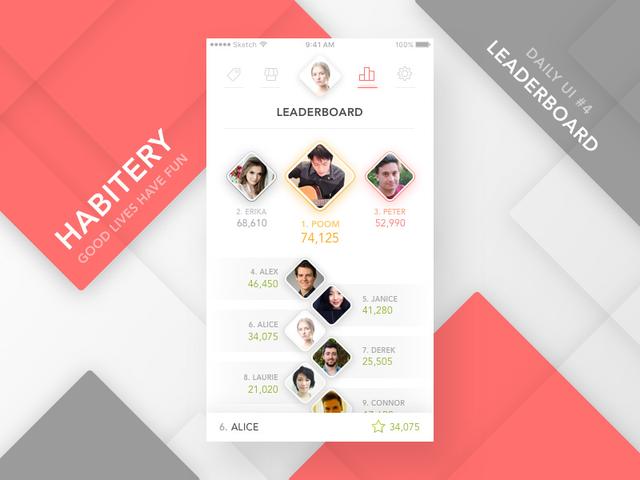 HABITERY
GOOD LIVES HAVE FUN
DAILY UI #4
LEADERBOARD
Sketch
9:41 AM
100%
LEADERBOARD
2. ERIKA
68,610
1. POOM
74,125
3. PETER
52,990
4. ALEX
46,450
5. JANICE
41,280
6. ALICE
34,075
7. DEREK
25,505
8. LAURIE
21,020
9. CONNOR
6. ALICE
34,075